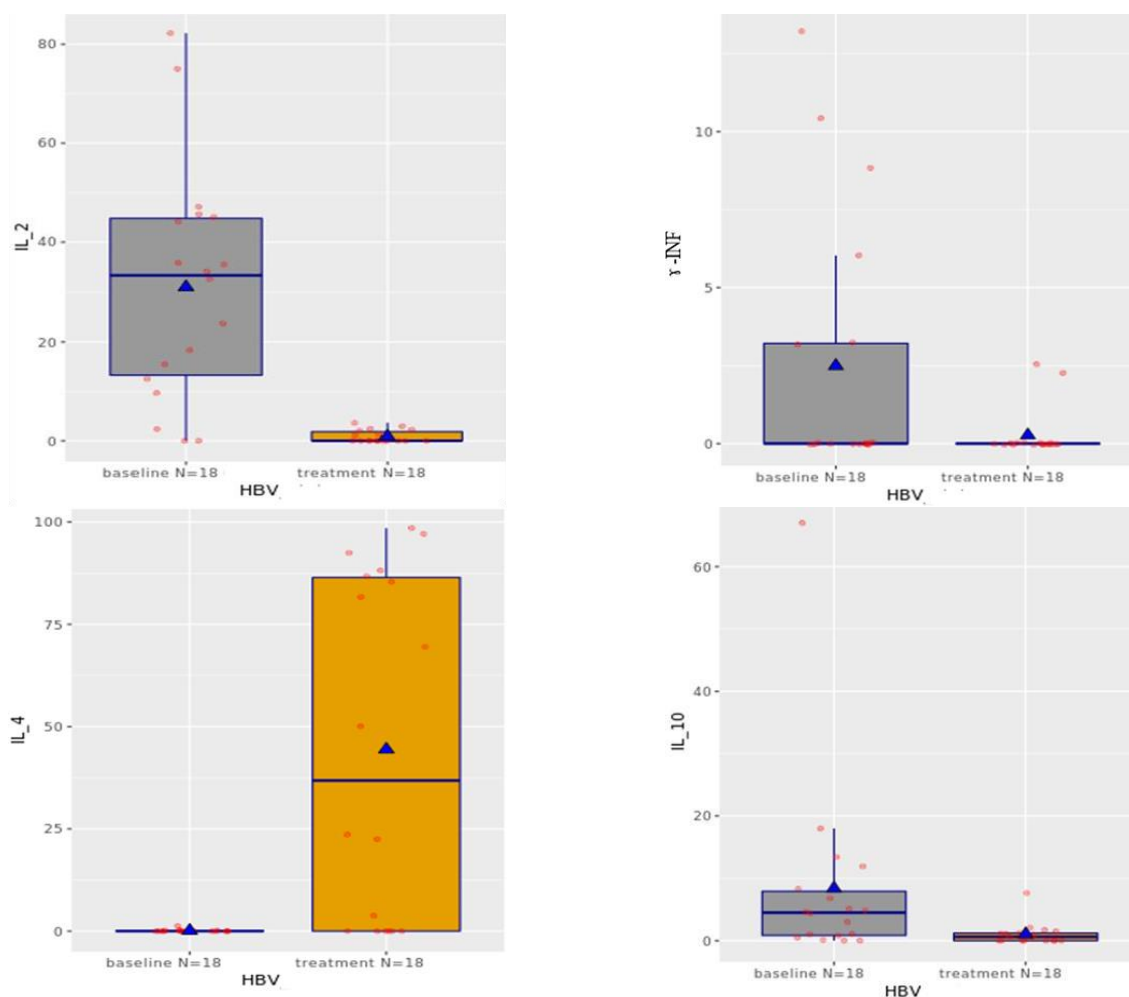 IL_2
80
60
40
20
0
baseline N=18 treatment N=18
HBV
ɤ-INF
10
5
0
baseline N=18 treatment N=18
HBV
IL_4
100
75
50
25
0
baseline N=18 treatment N=18
HBV
IL_10
60
40
20
0
baseline N=18 treatment N=18
HBV